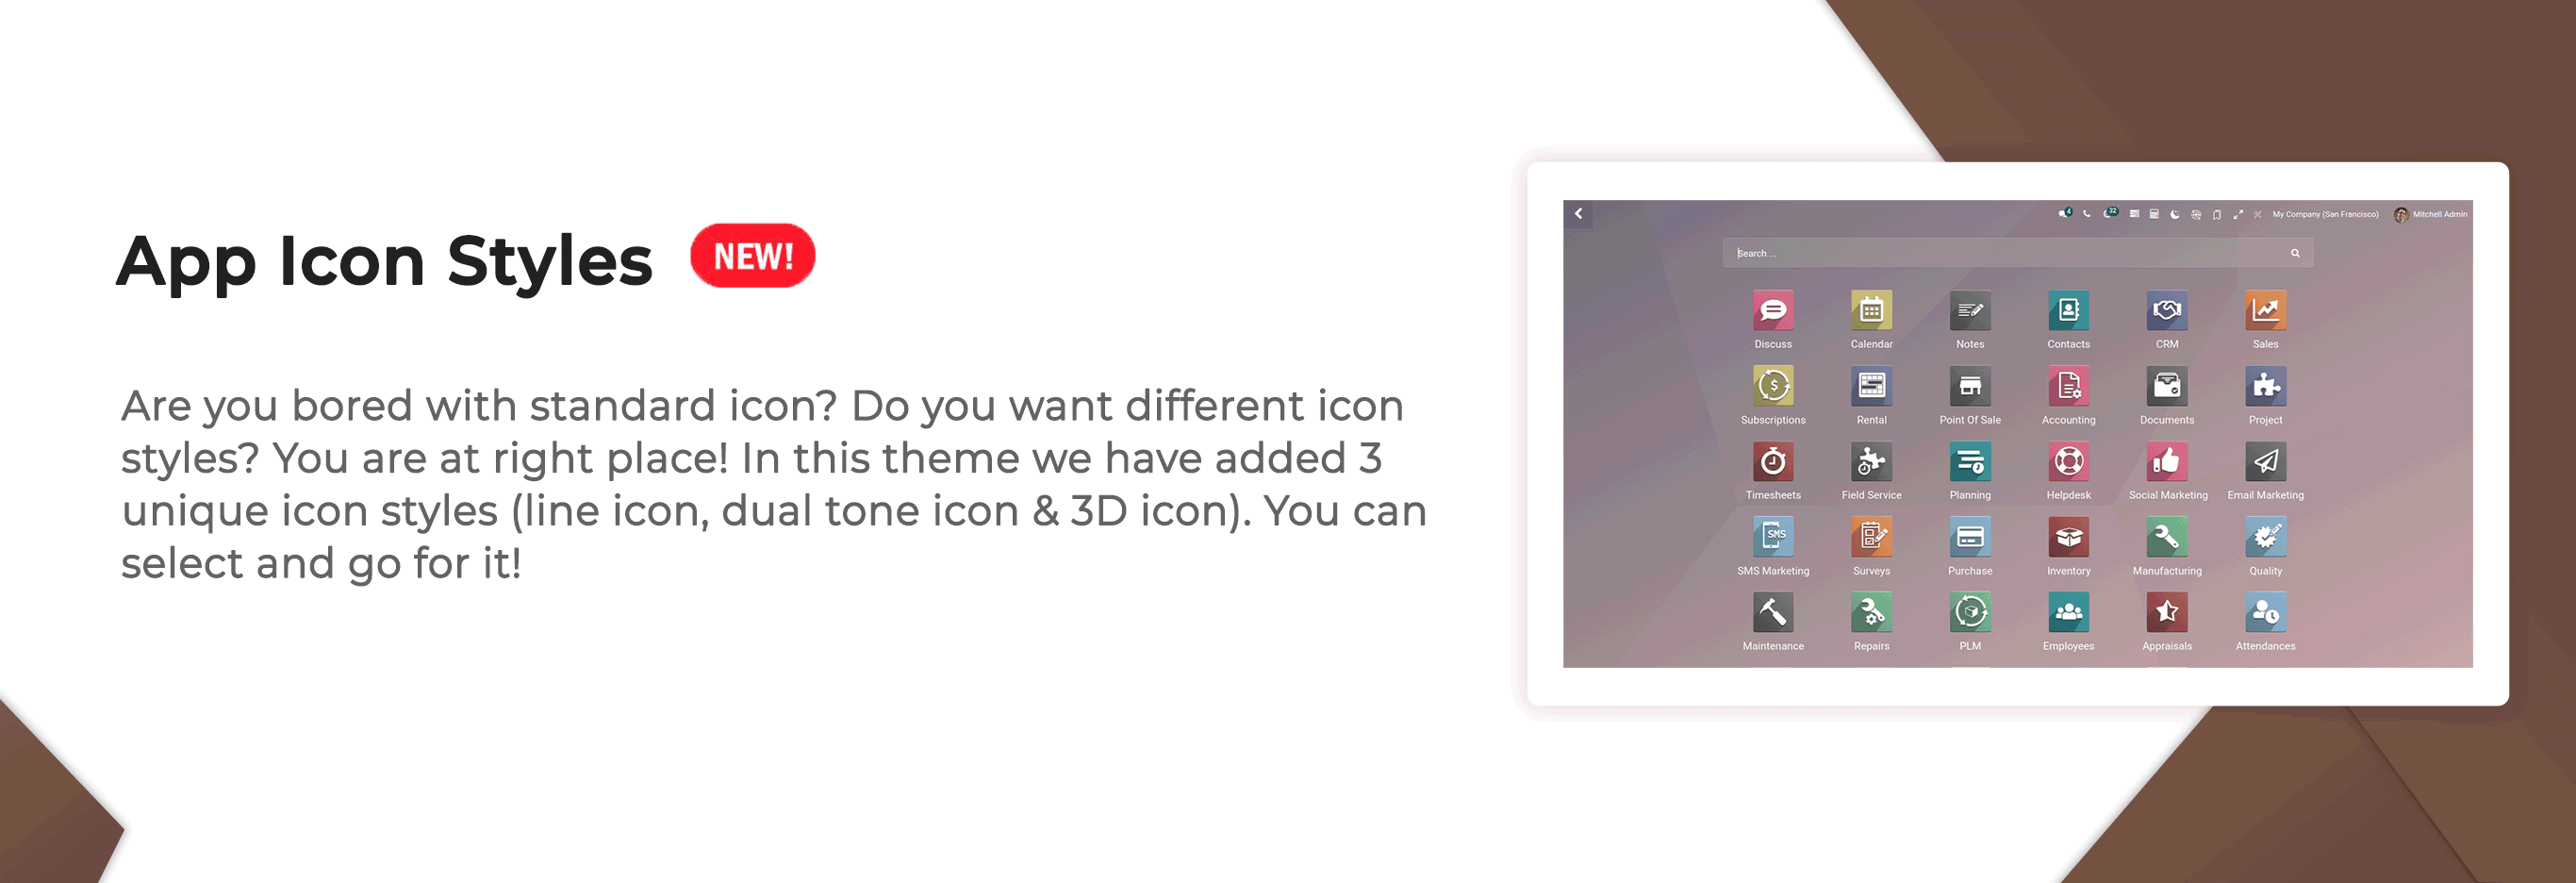 App Icon Styles NEW!
Are you bored with standard icon? Do you want different icon
styles? You are at right place! In this theme we have added 3
unique icon styles (line icon, dual tone icon & 3D icon). You can
select and go for it!
4 32 My Company (San Francisco) Mitchell Admin
Search ...
Discuss Calendar Notes Contacts CRM Sales
$
Subscriptions Rental Point Of Sale Accounting Documents Project
Timesheets Field Service Planning Helpdesk Social Marketing Email Marketing
SMS
SMS Marketing Surveys Purchase Inventory Manufacturing Quality
Maintenance Repairs PLM Employees Appraisals Attendances